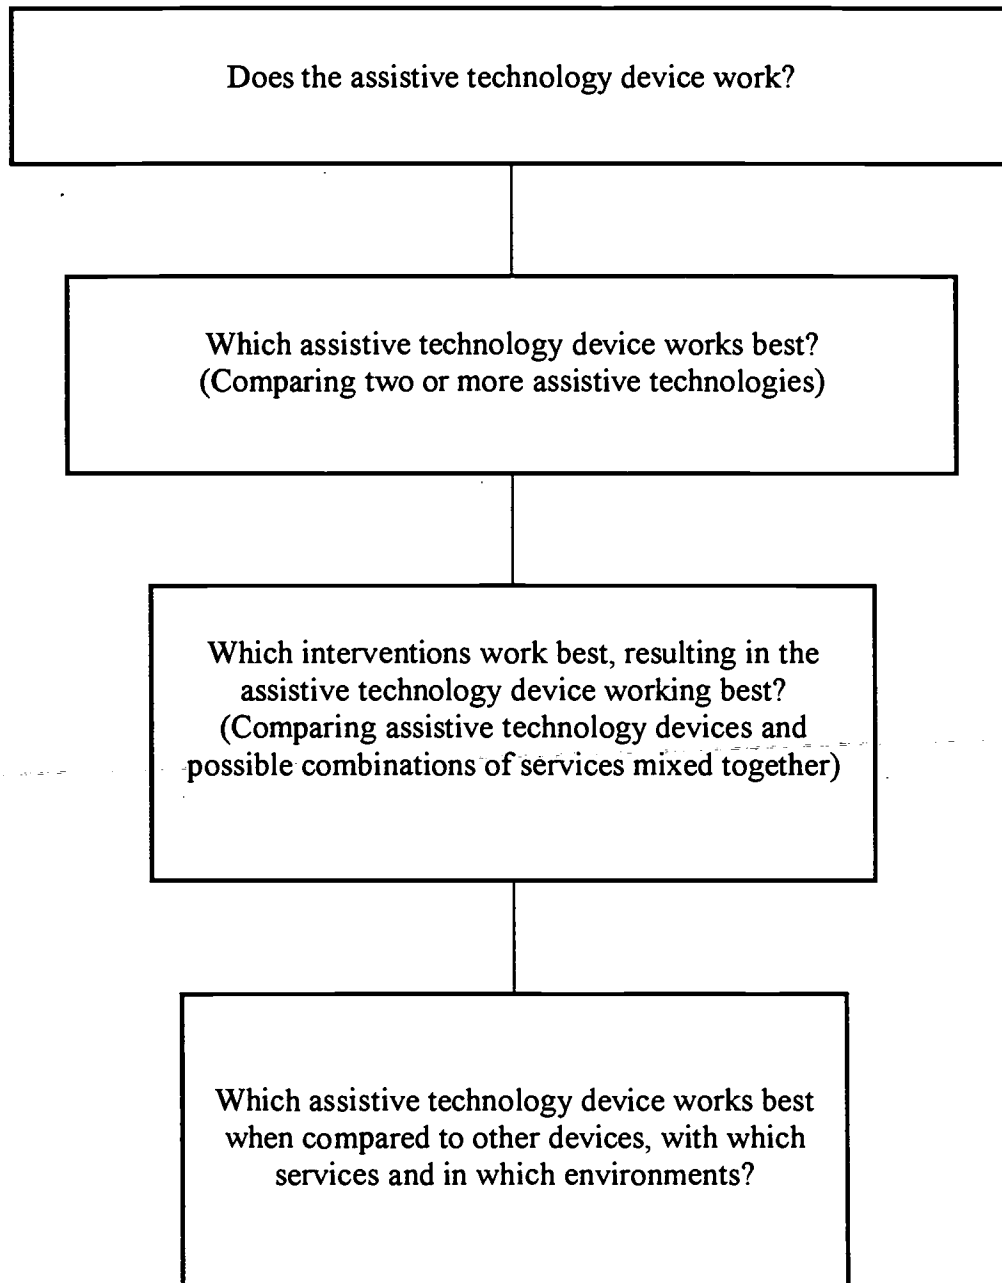 Does the assistive technology device work?
Which assistive technology device works best?
(Comparing two or more assistive technologies)
Which interventions work best, resulting in the
assistive technology device working best?
(Comparing assistive technology devices and
possible combinations of services mixed together)
Which assistive technology device works best
when compared to other devices, with which
services and in which environments?